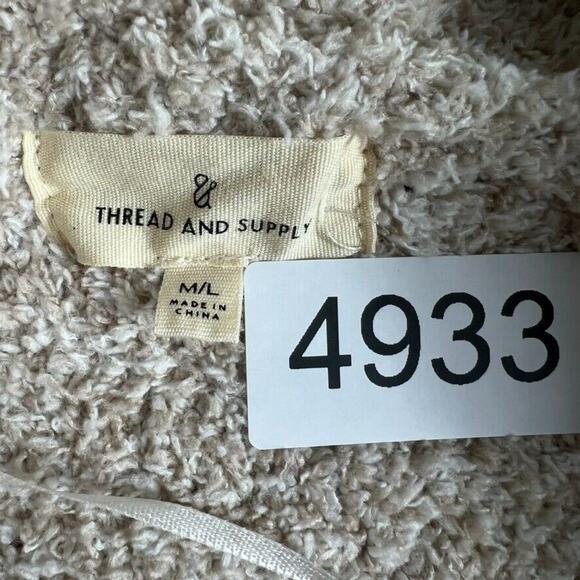 &
THREAD AND SUPPLY
M/L
MADE IN
CHINA
4933